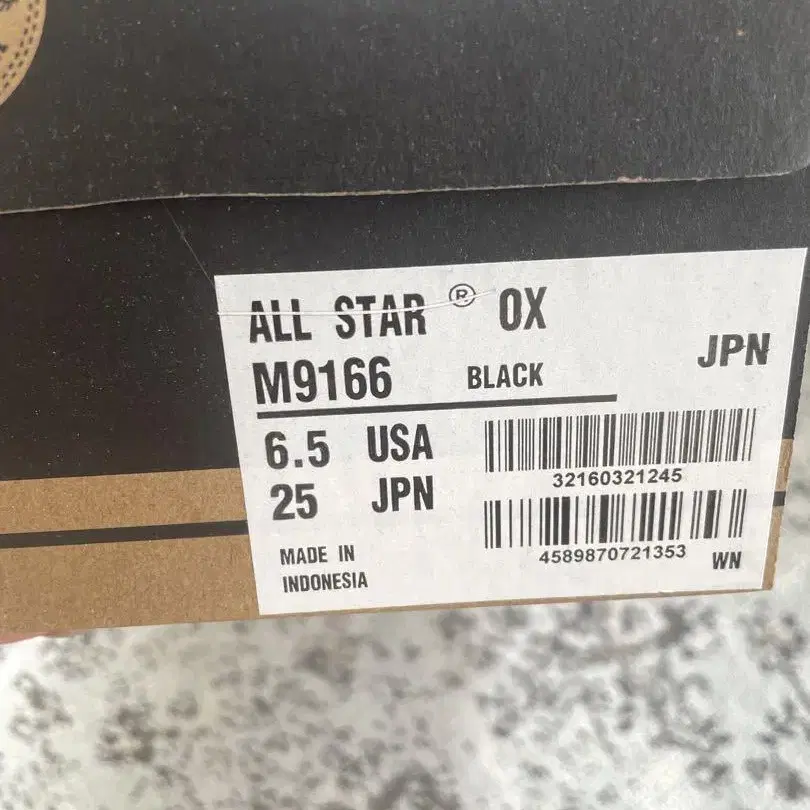 ALL STAR ® OX
M9166 BLACK
JPN
6.5 USA
25 JPN
32160321245
4589870721353
WN
MADE IN
INDONESIA